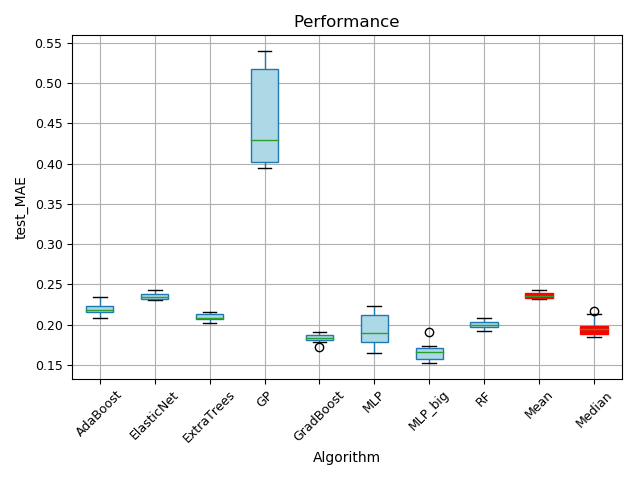 Performance
0.55
0.50
0.45
0.40
0.35
0.30
0.25
0.20
0.15
test_MAE
AdaBoost
ElasticNet
ExtraTrees
GP
GradBoost
MLP
MLP_big
RF
Mean
Median
Algorithm